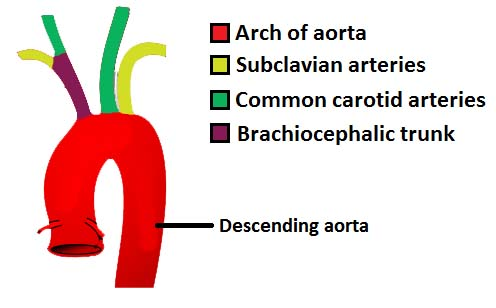 Arch of aorta
Subclavian arteries
Common carotid arteries
Brachiocephalic trunk
Descending aorta